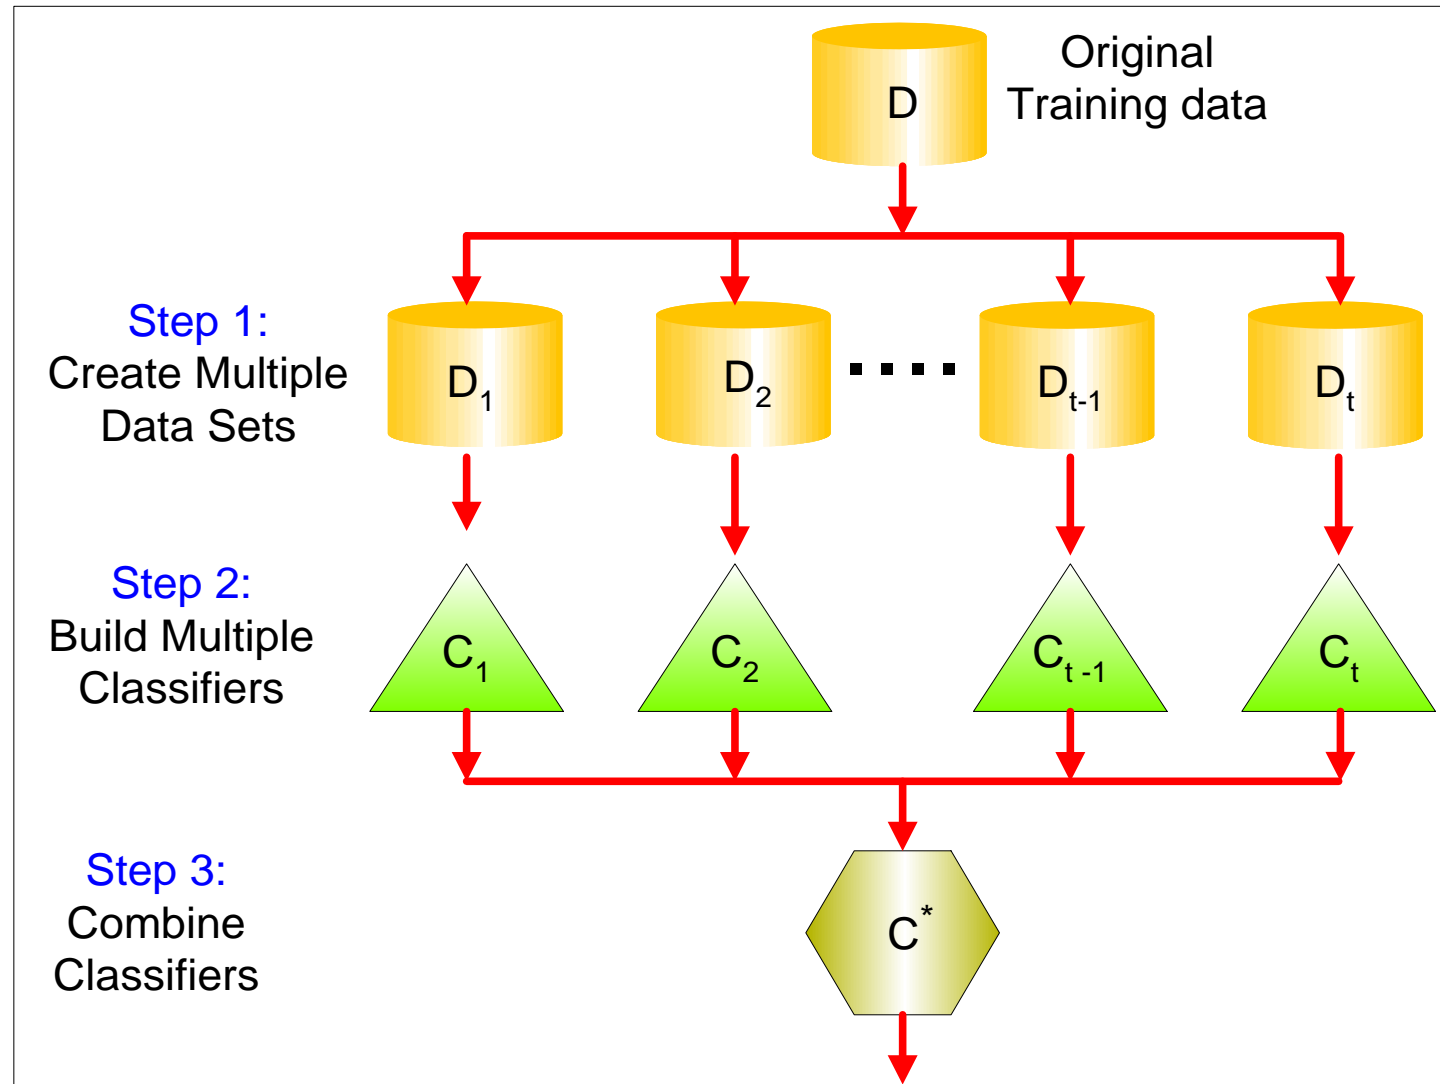 Original
Training data
D
Step 1:
Create Multiple
Data Sets
D₁
D₂
Dₜ₋₁
Dₜ
Step 2:
Build Multiple
Classifiers
C₁
C₂
Cₜ ₋₁
Cₜ
Step 3:
Combine
Classifiers
C*